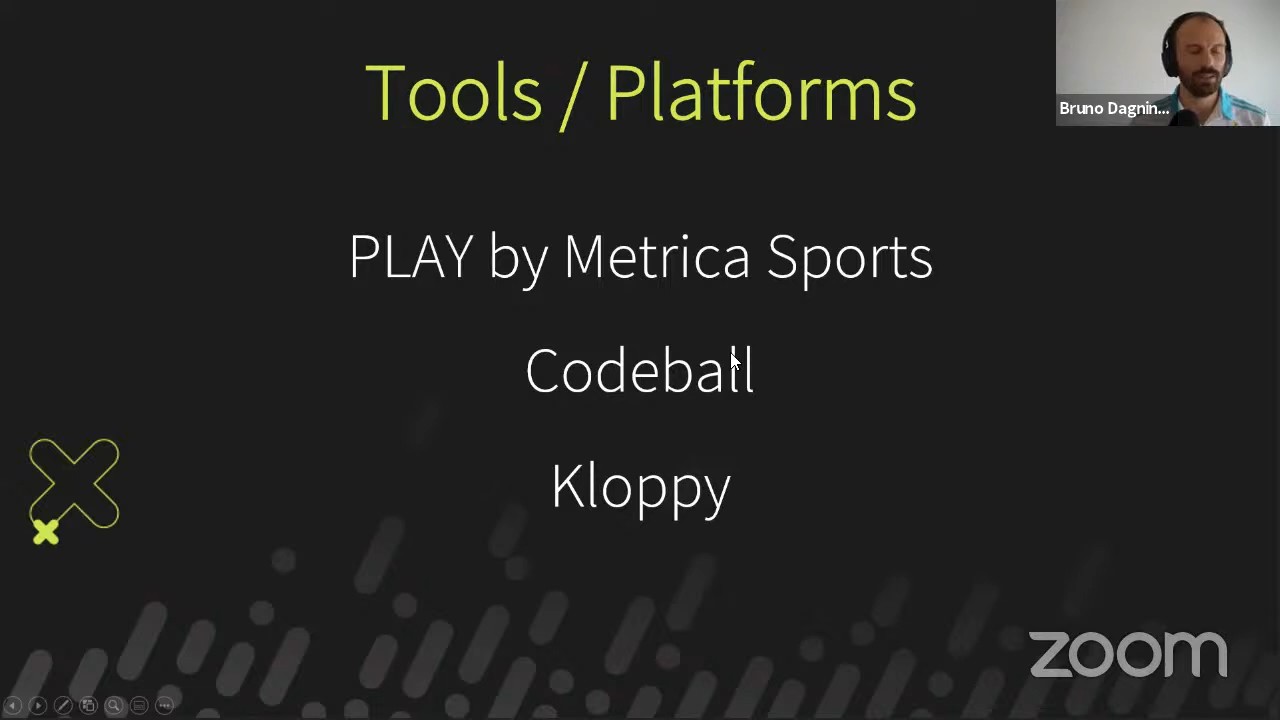 Tools / Platforms
Bruno Dagnin...
PLAY by Metrica Sports
Codeball
Kloppy
zoom